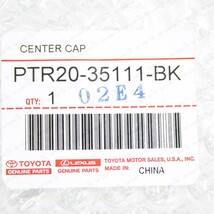 CENTER CAP
PTR20-35111-BK
QTY: 1 02E4
TOYOTA LEXUS TOYOTA MOTOR SALES, U.S.A., INC.
GENUINE PARTS GENUINE PARTS MADE IN: CHINA